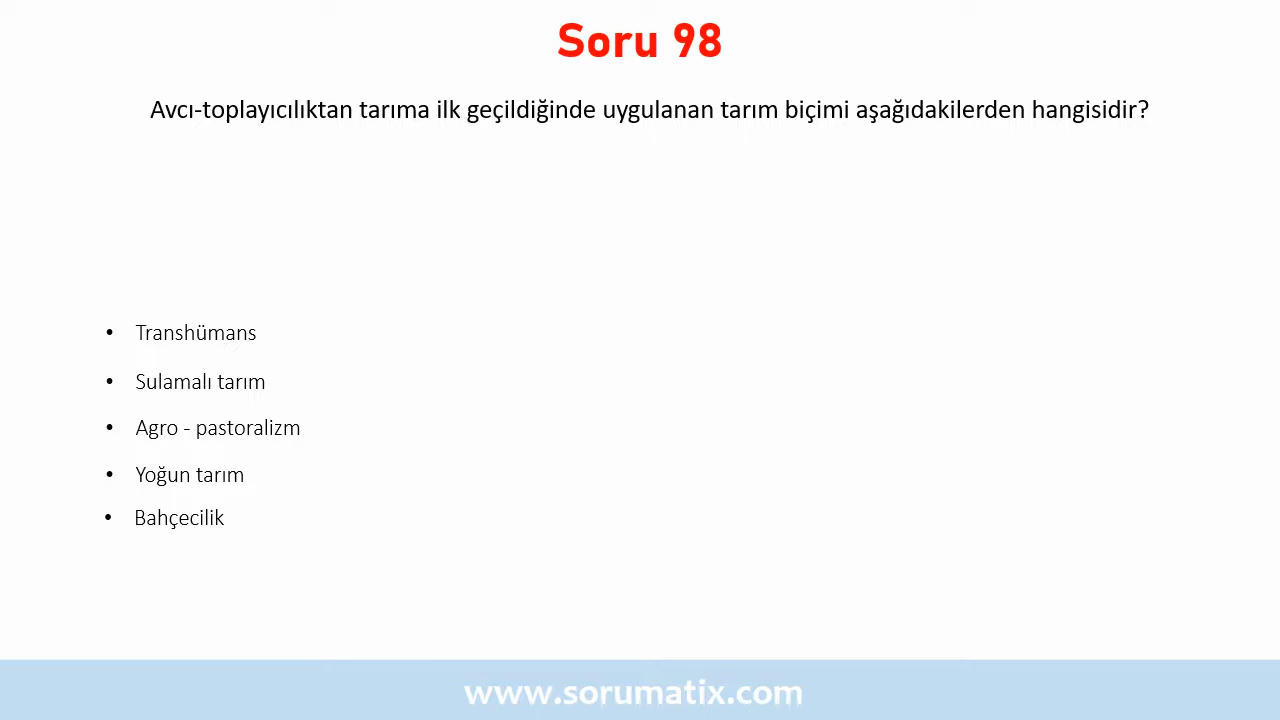 Soru 98
Avcı-toplayıcılıktan tarıma ilk geçildiğinde uygulanan tarım biçimi aşağıdakilerden hangisidir?
• Transhümans
• Sulamalı tarım
• Agro - pastoralizm
• Yoğun tarım
• Bahçecilik
www.sorumatix.com